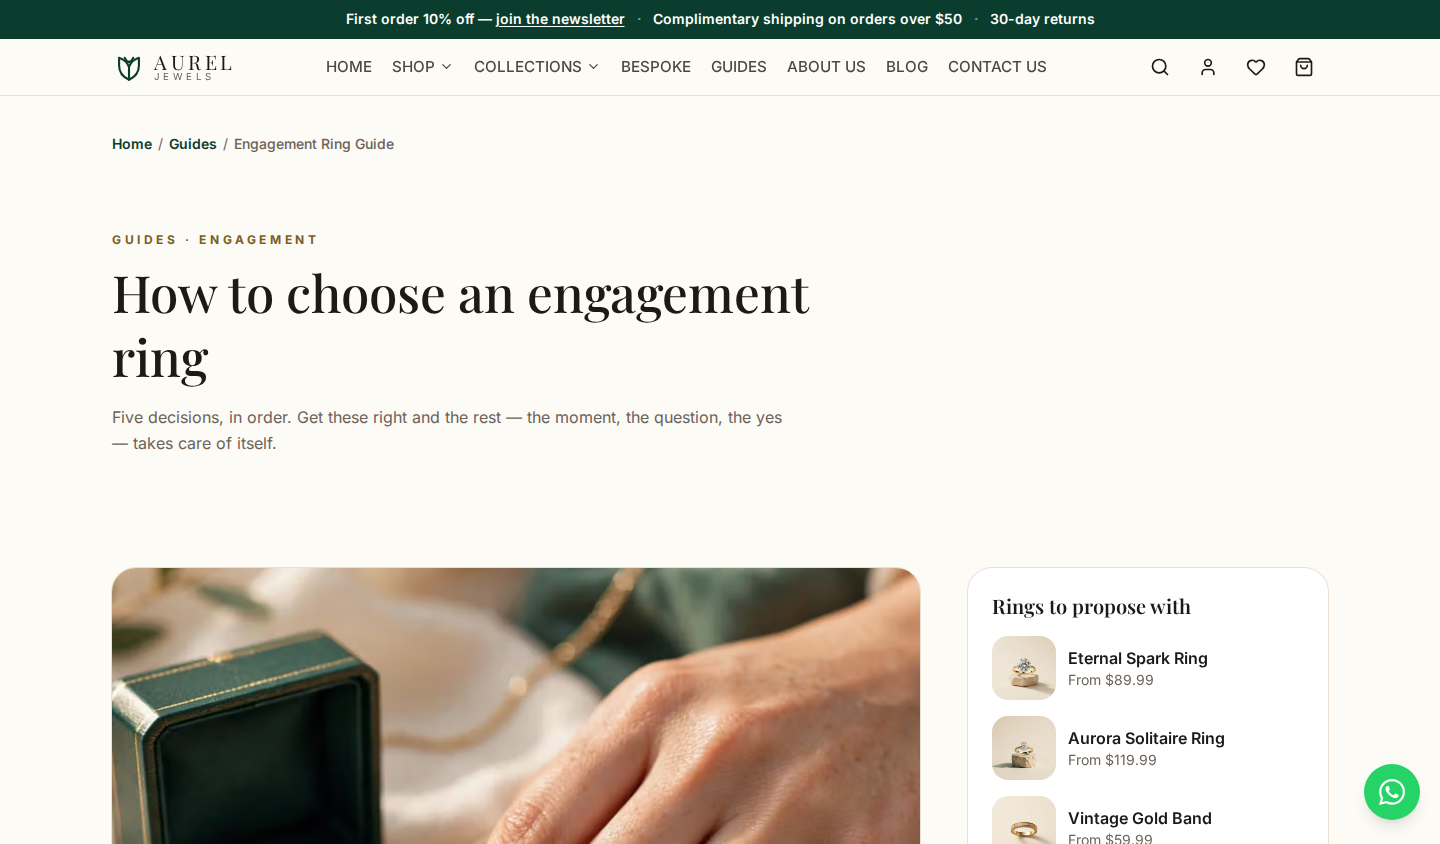 First order 10% off — join the newsletter · Complimentary shipping on orders over $50 · 30-day returns
AUREL
JEWELS
HOME SHOP COLLECTIONS BESPOKE GUIDES ABOUT US BLOG CONTACT US
Home / Guides / Engagement Ring Guide
GUIDES · ENGAGEMENT
How to choose an engagement
ring
Five decisions, in order. Get these right and the rest — the moment, the question, the yes
— takes care of itself.
Rings to propose with
Eternal Spark Ring
From $89.99
Aurora Solitaire Ring
From $119.99
Vintage Gold Band
From $59.99